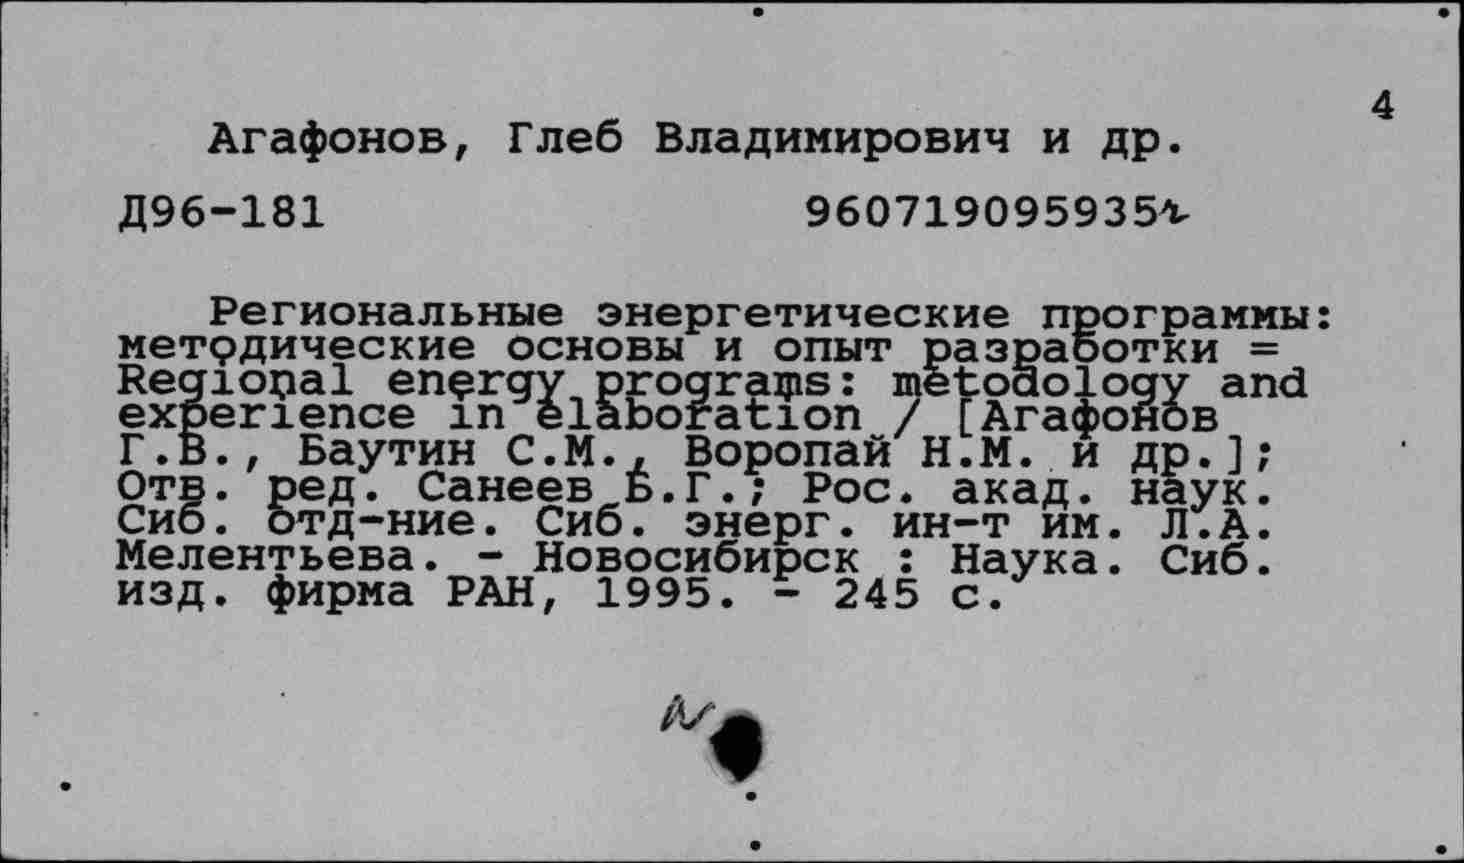 4
Агафонов, Глеб Владимирович и др.
Д96-181 960719095935
Региональные энергетические программы:
методические основы и опыт разработки =
Regional energy programs: metodology and
experience in elaboration / [Агафонов
Г.В., Баутин С.М., Воропай Н.М. и др.];
Отв. ред. Санеев Б.Г.; Рос. акад. наук.
Сиб. отд-ние. Сиб. энерг. ин-т им. Л.А.
Мелентьева. - Новосибирск : Наука. Сиб.
изд. фирма РАН, 1995. - 245 с.